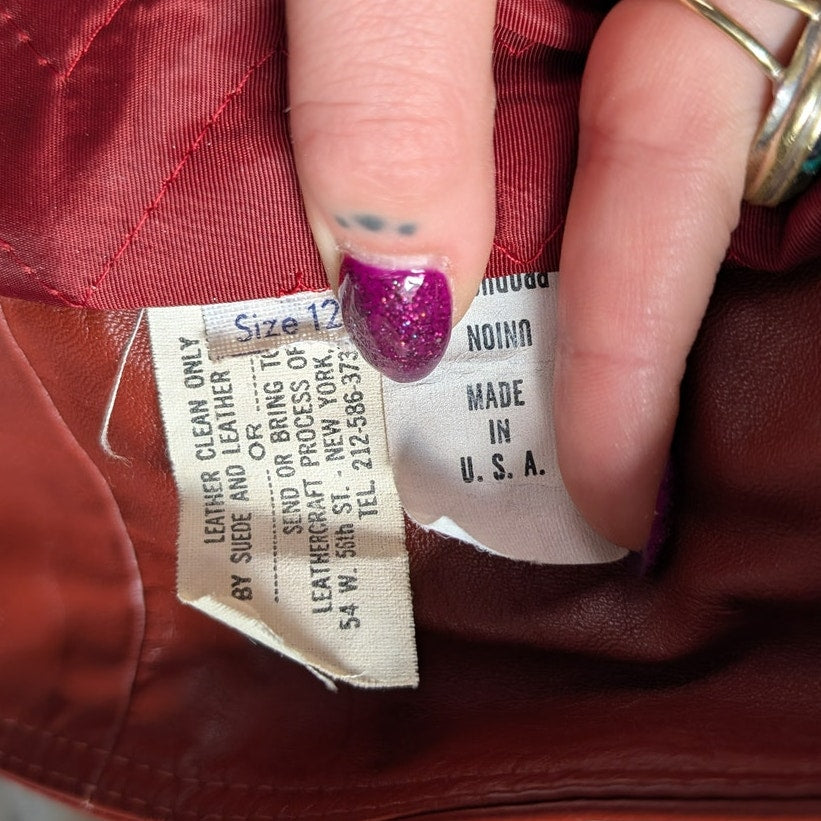 Size 12
LEATHER CLEAN ONLY
BY SUEDE AND LEATHER
OR
SEND OR BRING TO
LEATHERCRAFT PROCESS OF
54 W. 56th ST. - NEW YORK,
TEL. 212-586-373
UNION
MADE
IN
U. S. A.